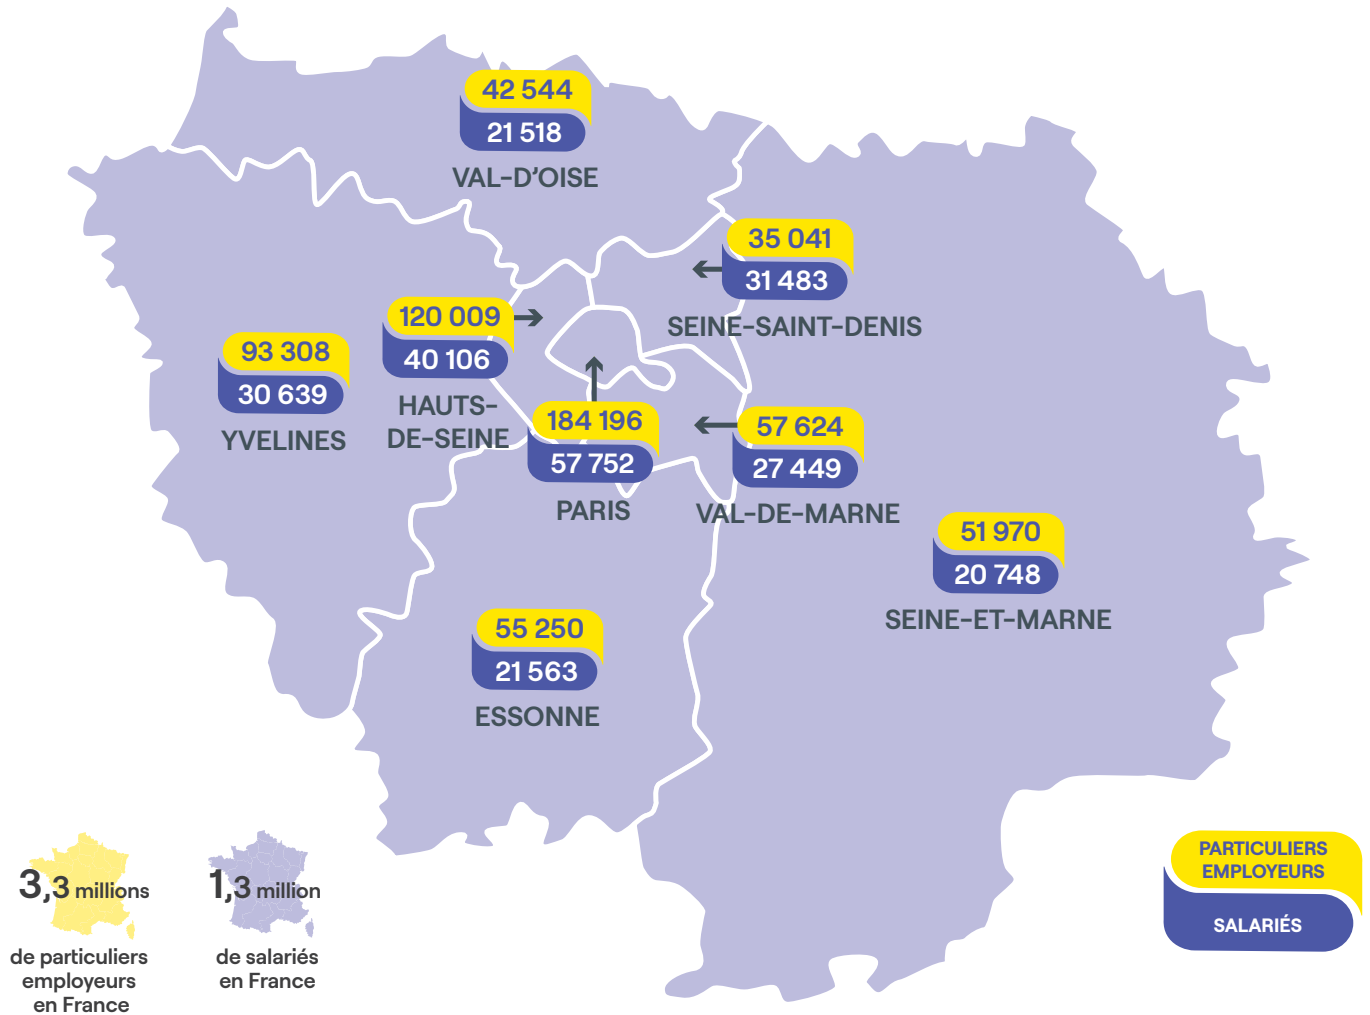 42 544
21 518
VAL-D'OISE
35 041
31 483
SEINE-SAINT-DENIS
120 009
40 106
HAUTS-
DE-SEINE
93 308
30 639
YVELINES
184 196
57 752
PARIS
57 624
27 449
VAL-DE-MARNE
51 970
20 748
SEINE-ET-MARNE
55 250
21 563
ESSONNE
3,3 millions
de particuliers
employeurs
en France
1,3 million
de salariés
en France
PARTICULIERS
EMPLOYEURS
SALARIÉS